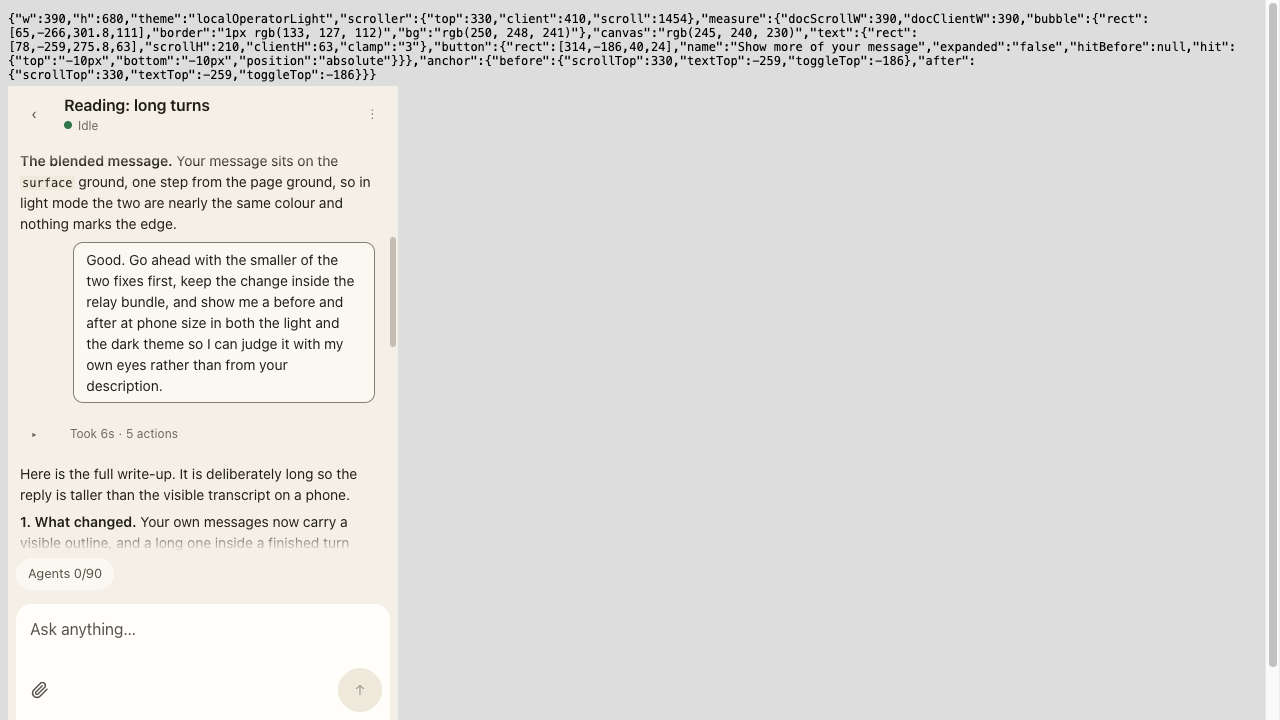 {"w":390,"h":680,"theme":"localOperatorLight","scroller":{"top":330,"client":410,"scroll":1454},"measure":{"docScrollW":390,"docClientW":390,"bubble":{"rect":
[65,-266,301.8,111],"border":"1px rgb(133, 127, 112)","bg":"rgb(250, 248, 241)"},"canvas":"rgb(245, 240, 230)","text":{"rect":
[78,-259,275.8,63],"scrollH":210,"clientH":63,"clamp":"3"},"button":{"rect":[314,-186,40,24],"name":"Show more of your message","expanded":"false","hitBefore":null,"hit":
{"top":"-10px","bottom":"-10px","position":"absolute"}}},"anchor":{"before":{"scrollTop":330,"textTop":-259,"toggleTop":-186},"after":
{"scrollTop":330,"textTop":-259,"toggleTop":-186}}}
Reading: long turns
Idle
The blended message. Your message sits on the
surface ground, one step from the page ground, so in
light mode the two are nearly the same colour and
nothing marks the edge.
Good. Go ahead with the smaller of the
two fixes first, keep the change inside the
relay bundle, and show me a before and
after at phone size in both the light and
the dark theme so I can judge it with my
own eyes rather than from your
description.
Took 6s · 5 actions
Here is the full write-up. It is deliberately long so the
reply is taller than the visible transcript on a phone.
1. What changed. Your own messages now carry a
visible outline, and a long one inside a finished turn
Agents 0/90
Ask anything...